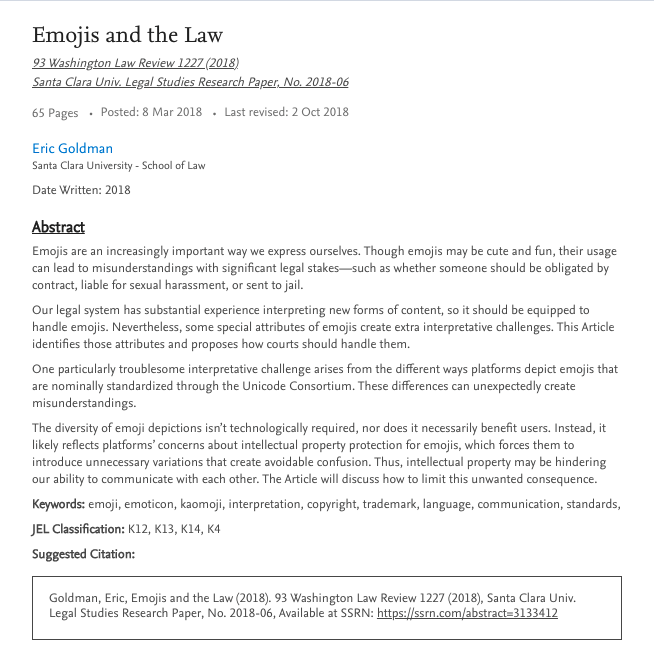 Emojis and the Law
93 Washington Law Review 1227 (2018)
Santa Clara Univ. Legal Studies Research Paper, No. 2018-06
65 Pages • Posted: 8 Mar 2018 • Last revised: 2 Oct 2018
Eric Goldman
Santa Clara University - School of Law
Date Written: 2018
Abstract
Emojis are an increasingly important way we express ourselves. Though emojis may be cute and fun, their usage
can lead to misunderstandings with significant legal stakes—such as whether someone should be obligated by
contract, liable for sexual harassment, or sent to jail.
Our legal system has substantial experience interpreting new forms of content, so it should be equipped to
handle emojis. Nevertheless, some special attributes of emojis create extra interpretative challenges. This Article
identifies those attributes and proposes how courts should handle them.
One particularly troublesome interpretative challenge arises from the different ways platforms depict emojis that
are nominally standardized through the Unicode Consortium. These differences can unexpectedly create
misunderstandings.
The diversity of emoji depictions isn’t technologically required, nor does it necessarily benefit users. Instead, it
likely reflects platforms’ concerns about intellectual property protection for emojis, which forces them to
introduce unnecessary variations that create avoidable confusion. Thus, intellectual property may be hindering
our ability to communicate with each other. The Article will discuss how to limit this unwanted consequence.
Keywords: emoji, emoticon, kaomoji, interpretation, copyright, trademark, language, communication, standards,
JEL Classification: K12, K13, K14, K4
Suggested Citation:
Goldman, Eric, Emojis and the Law (2018). 93 Washington Law Review 1227 (2018), Santa Clara Univ.
Legal Studies Research Paper, No. 2018-06, Available at SSRN: https://ssrn.com/abstract=3133412